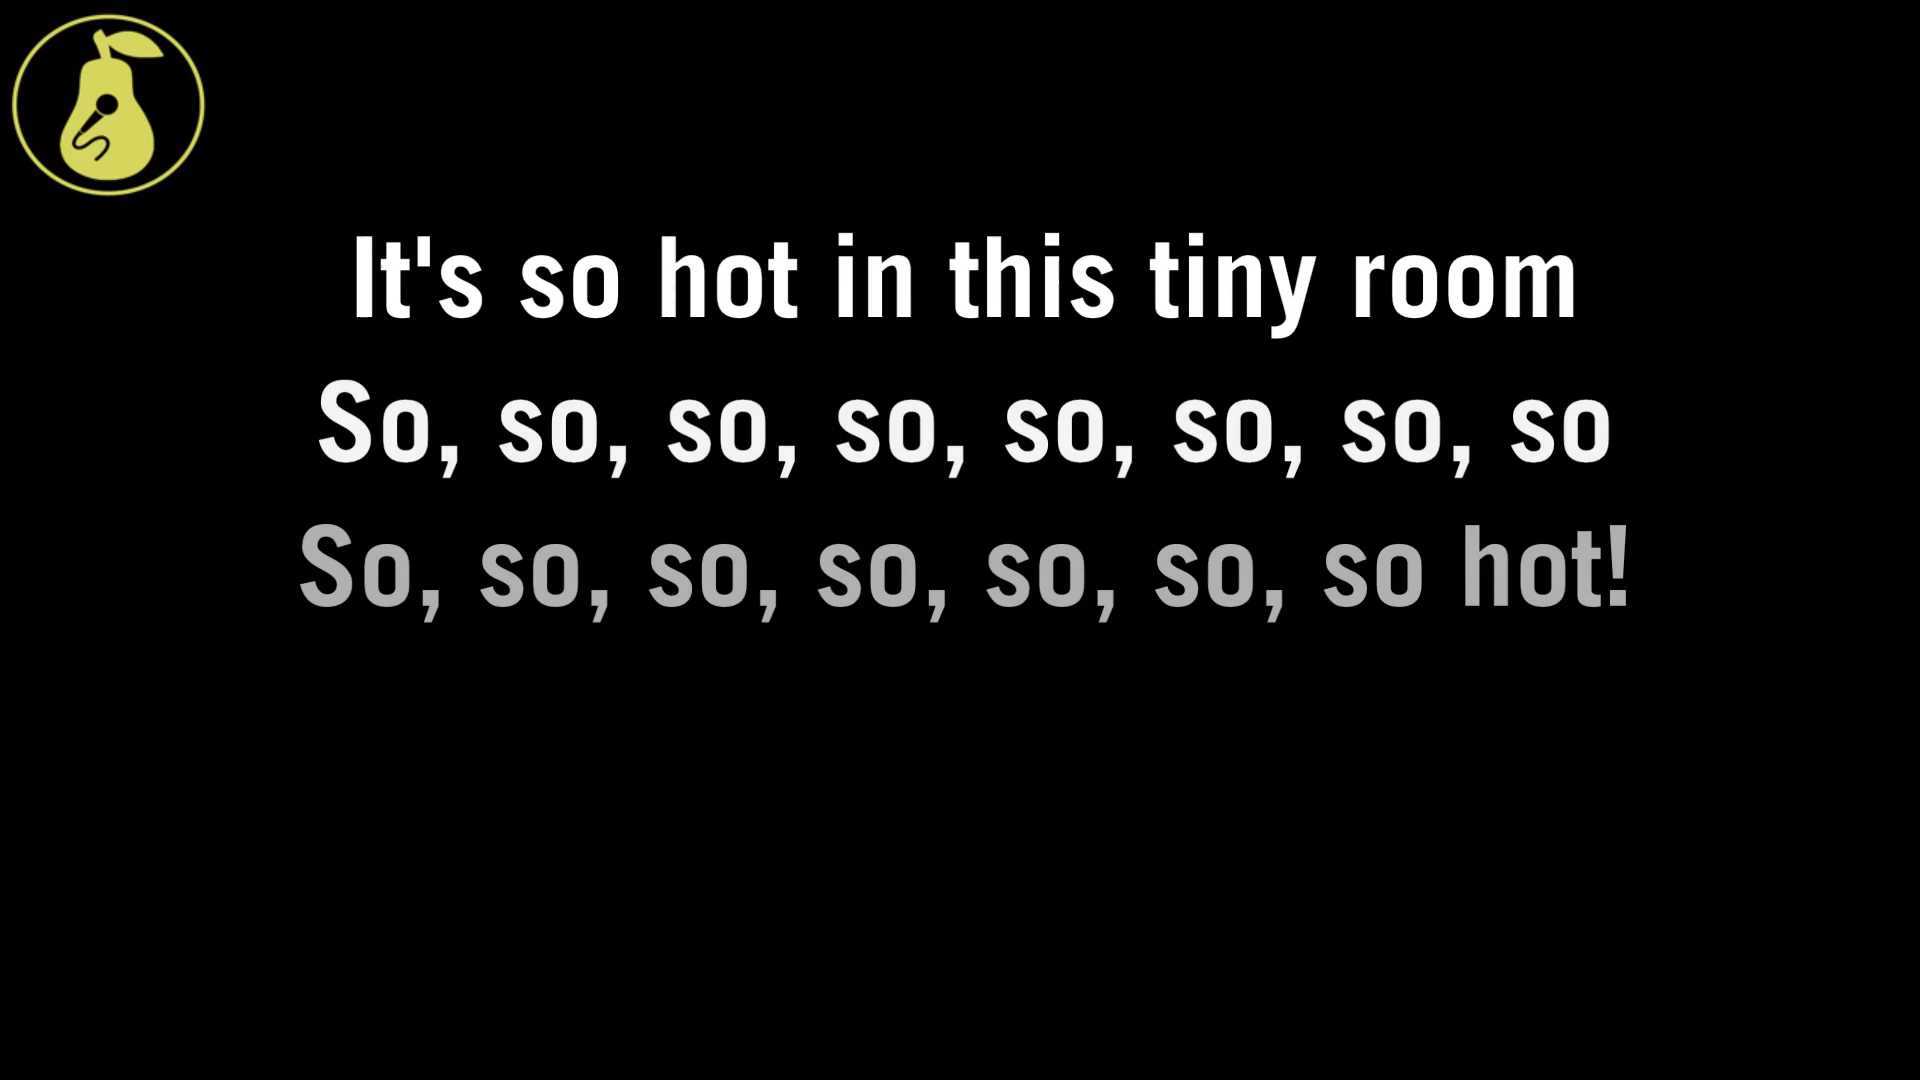 It's so hot in this tiny room
So, so, so, so, so, so, so, so
So, so, so, so, so, so, so hot!